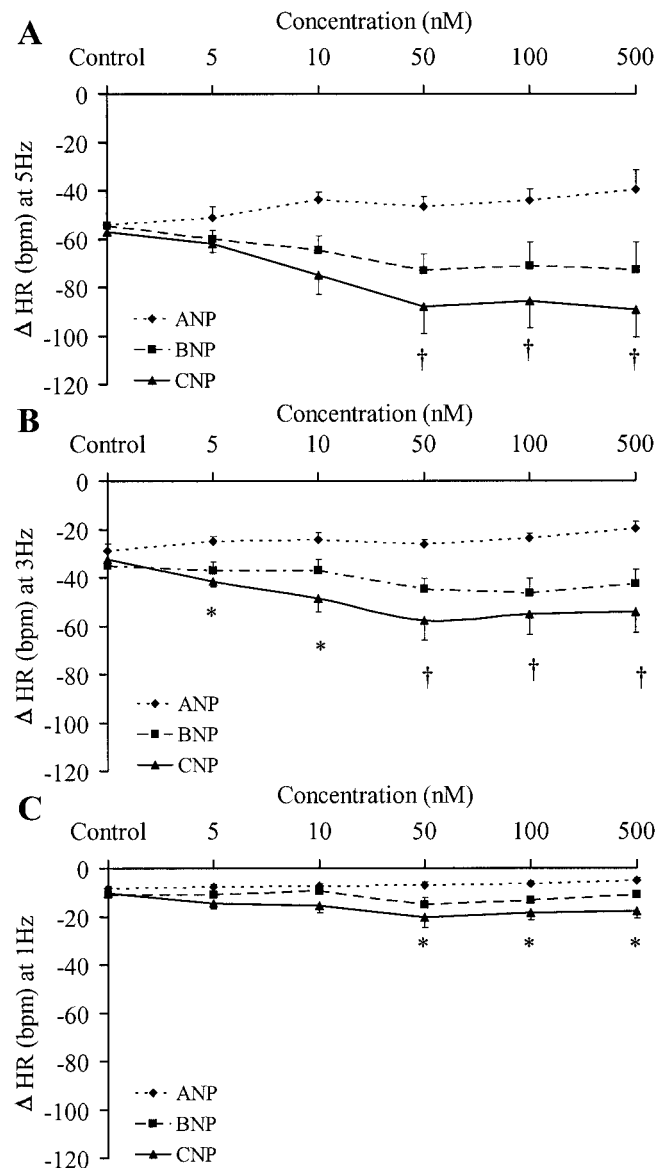 A
Concentration (nM)
Control 5 10 50 100 500
0
-20
-40
-60
-80
-100
-120
Δ HR (bpm) at 5Hz
ANP
BNP
CNP
† † †
B
Concentration (nM)
Control 5 10 50 100 500
0
-20
-40
-60
-80
-100
-120
Δ HR (bpm) at 3Hz
* * † † †
ANP
BNP
CNP
C
Concentration (nM)
Control 5 10 50 100 500
0
-20
-40
-60
-80
-100
-120
Δ HR (bpm) at 1Hz
* * *
ANP
BNP
CNP